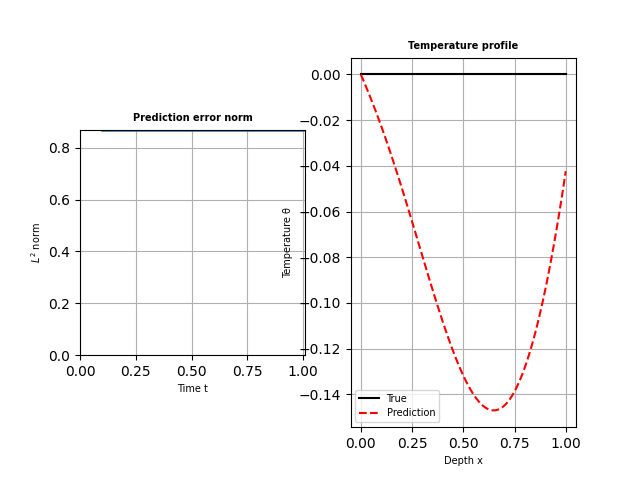 Prediction error norm
0.8
0.6
0.4
0.2
0.0
L² norm
0.00 0.25 0.50 0.75 1.00
Time t
Temperature profile
0.00
−0.02
−0.04
−0.06
−0.08
−0.10
−0.12
−0.14
Temperature θ
True
Prediction
0.00 0.25 0.50 0.75 1.00
Depth x